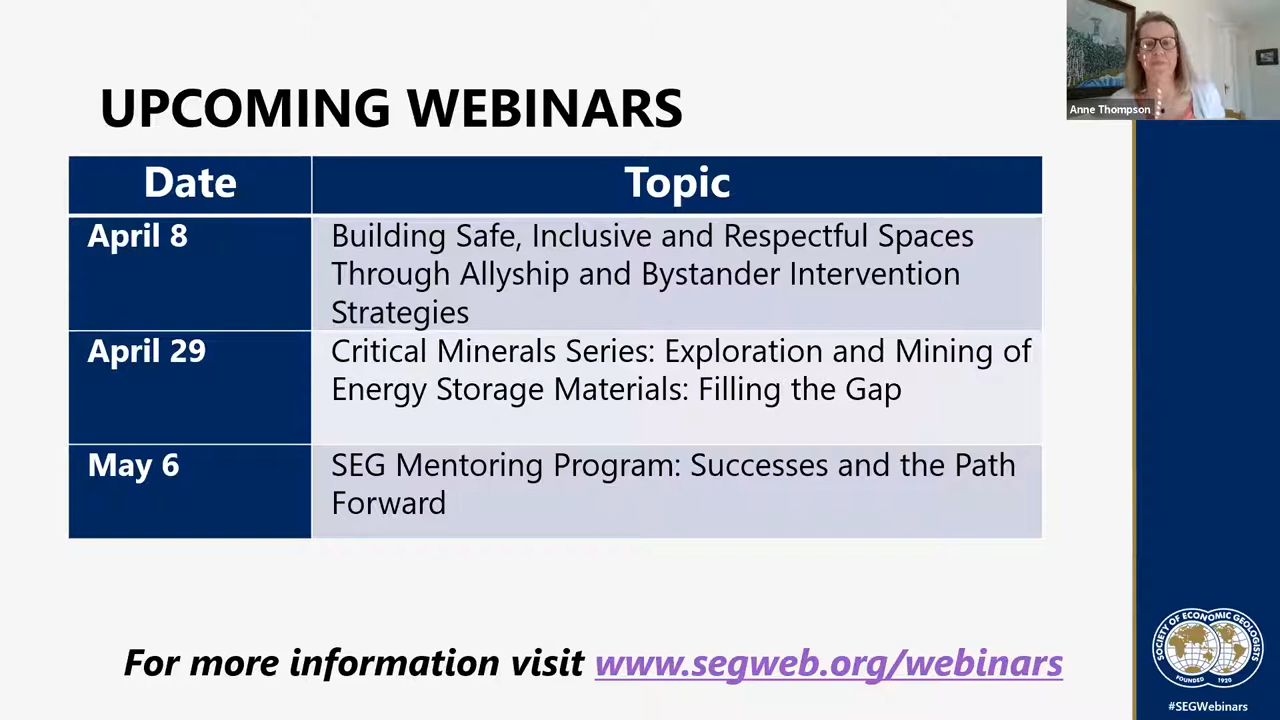 Anne Thompson
UPCOMING WEBINARS
Date
Topic
April 8
Building Safe, Inclusive and Respectful Spaces
Through Allyship and Bystander Intervention
Strategies
April 29
Critical Minerals Series: Exploration and Mining of
Energy Storage Materials: Filling the Gap
May 6
SEG Mentoring Program: Successes and the Path
Forward
For more information visit www.segweb.org/webinars
SOCIETY OF ECONOMIC GEOLOGISTS
FOUNDED 1920
#SEGWebinars